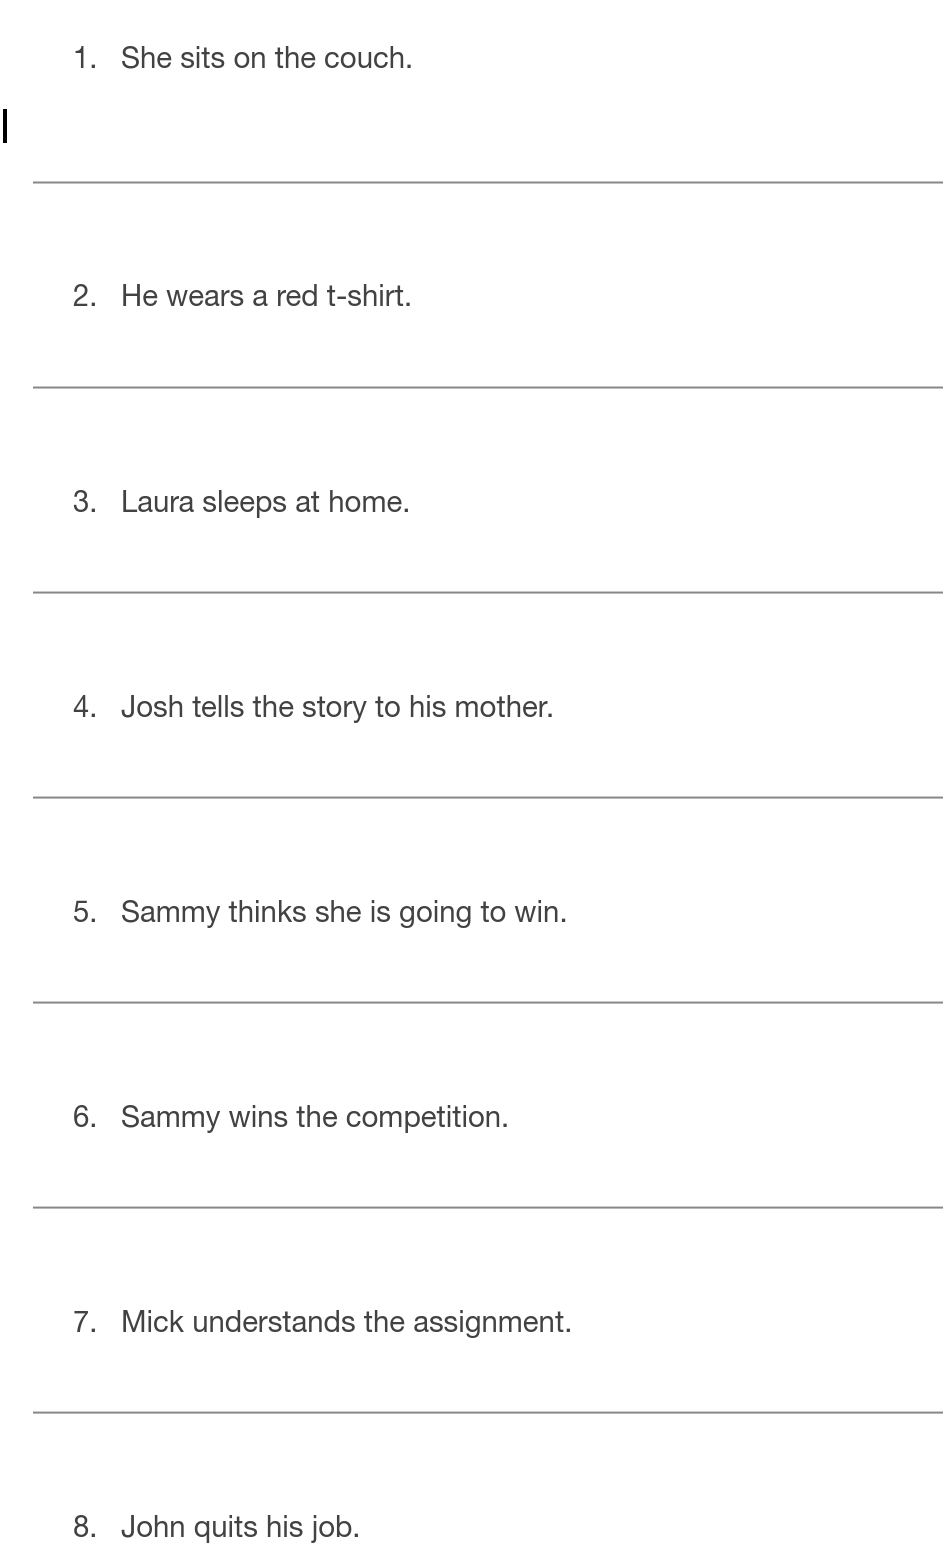 1. She sits on the couch.
2. He wears a red t-shirt.
3. Laura sleeps at home.
4. Josh tells the story to his mother.
5. Sammy thinks she is going to win.
6. Sammy wins the competition.
7. Mick understands the assignment.
8. John quits his job.